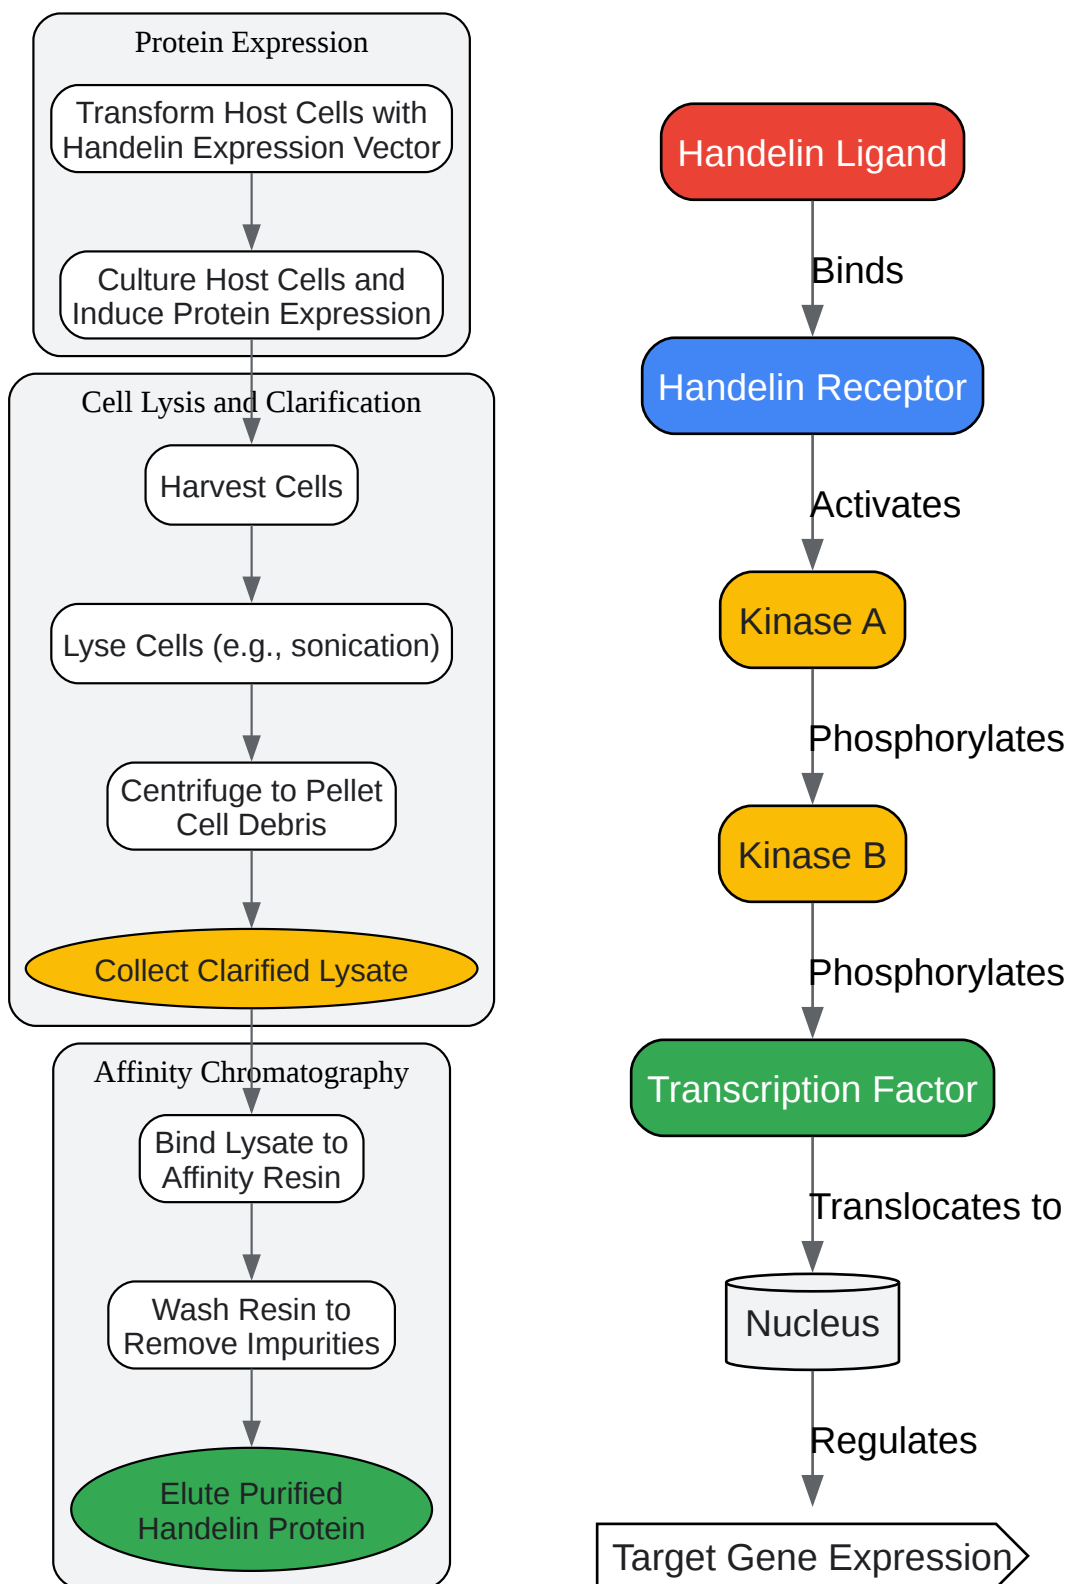 Protein Expression
Transform Host Cells with
Handelin Expression Vector
Culture Host Cells and
Induce Protein Expression
Cell Lysis and Clarification
Harvest Cells
Lyse Cells (e.g., sonication)
Centrifuge to Pellet
Cell Debris
Collect Clarified Lysate
Affinity Chromatography
Bind Lysate to
Affinity Resin
Wash Resin to
Remove Impurities
Elute Purified
Handelin Protein
Handelin Ligand
Binds
Handelin Receptor
Activates
Kinase A
Phosphorylates
Kinase B
Phosphorylates
Transcription Factor
Translocates to
Nucleus
Regulates
Target Gene Expression